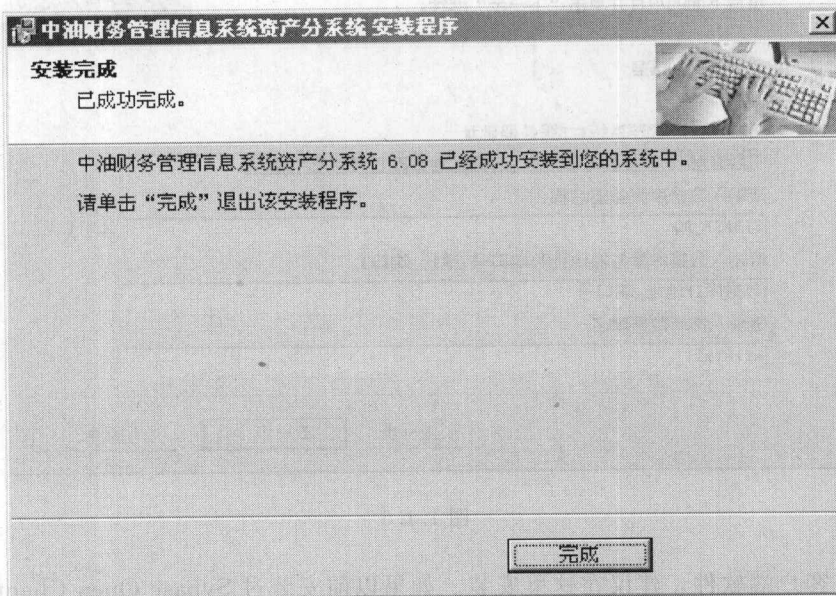 中油财务管理信息系统资产分系统 安装程序
安装完成
已成功完成。
中油财务管理信息系统资产分系统 6.08 已经成功安装到您的系统中。
请单击“完成”退出该安装程序。
完成